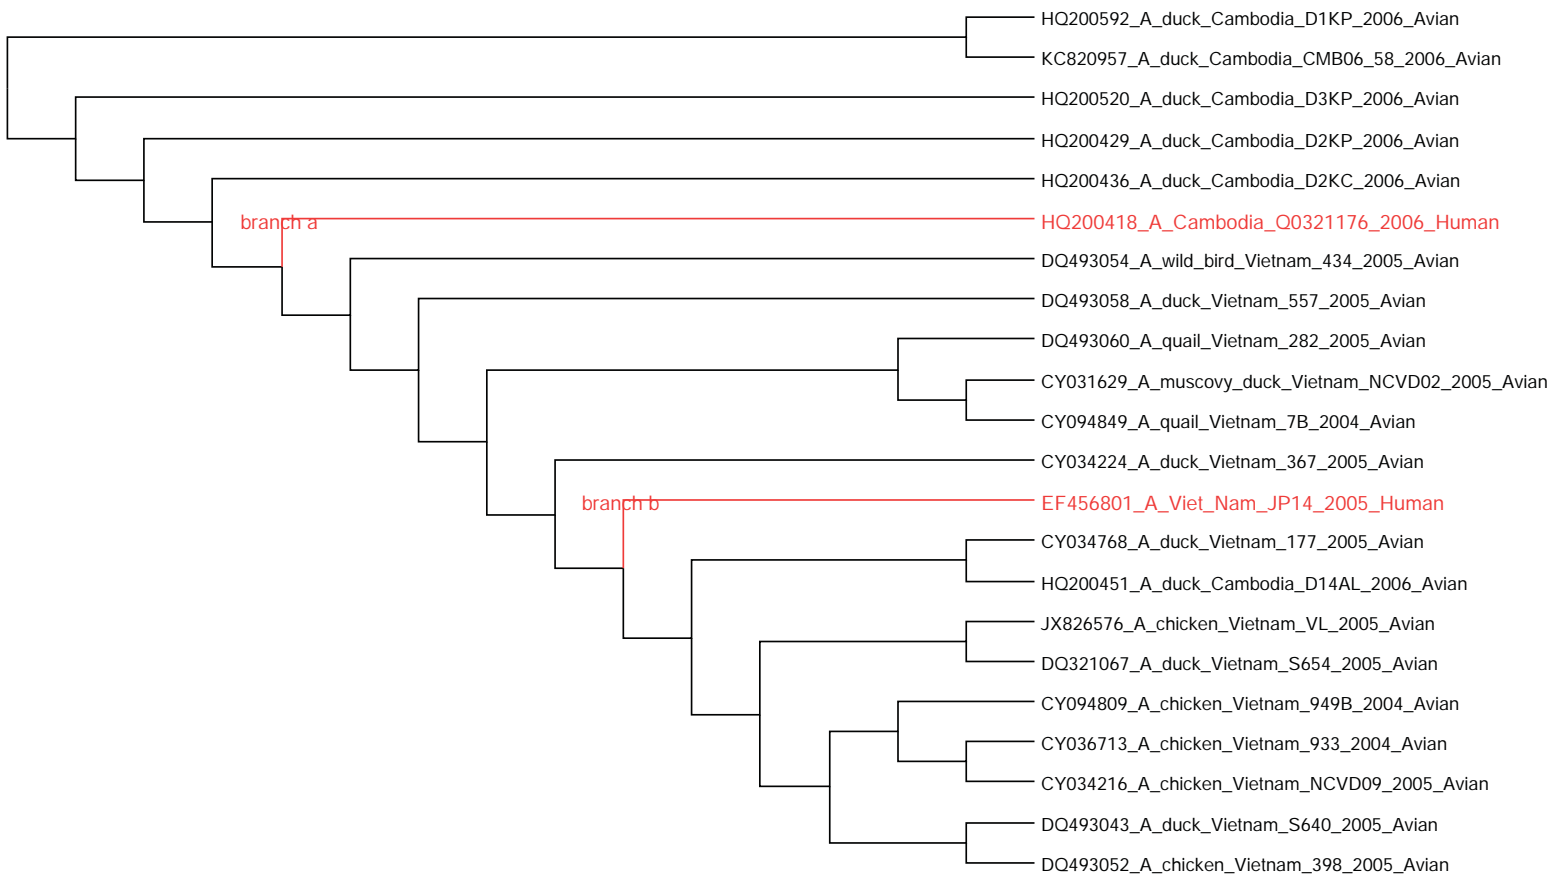 HQ200592_A_duck_Cambodia_D1KP_2006_Avian
KC820957_A_duck_Cambodia_CMB06_58_2006_Avian
HQ200520_A_duck_Cambodia_D3KP_2006_Avian
HQ200429_A_duck_Cambodia_D2KP_2006_Avian
HQ200436_A_duck_Cambodia_D2KC_2006_Avian
branch a
HQ200418_A_Cambodia_Q0321176_2006_Human
DQ493054_A_wild_bird_Vietnam_434_2005_Avian
DQ493058_A_duck_Vietnam_557_2005_Avian
DQ493060_A_quail_Vietnam_282_2005_Avian
CY031629_A_muscovy_duck_Vietnam_NCVD02_2005_Avian
CY094849_A_quail_Vietnam_7B_2004_Avian
CY034224_A_duck_Vietnam_367_2005_Avian
branch b
EF456801_A_Viet_Nam_JP14_2005_Human
CY034768_A_duck_Vietnam_177_2005_Avian
HQ200451_A_duck_Cambodia_D14AL_2006_Avian
JX826576_A_chicken_Vietnam_VL_2005_Avian
DQ321067_A_duck_Vietnam_S654_2005_Avian
CY094809_A_chicken_Vietnam_949B_2004_Avian
CY036713_A_chicken_Vietnam_933_2004_Avian
CY034216_A_chicken_Vietnam_NCVD09_2005_Avian
DQ493043_A_duck_Vietnam_S640_2005_Avian
DQ493052_A_chicken_Vietnam_398_2005_Avian